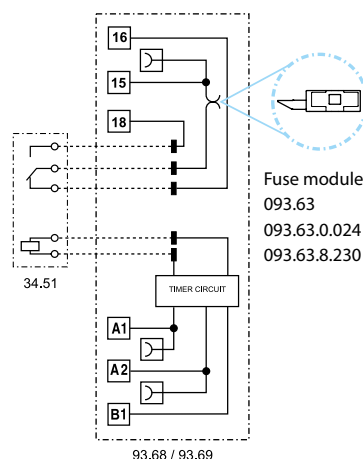 16
15
18
Fuse module
093.63
093.63.0.024
093.63.8.230
34.51
TIMER CIRCUIT
A1
A2
B1
93.68 / 93.69